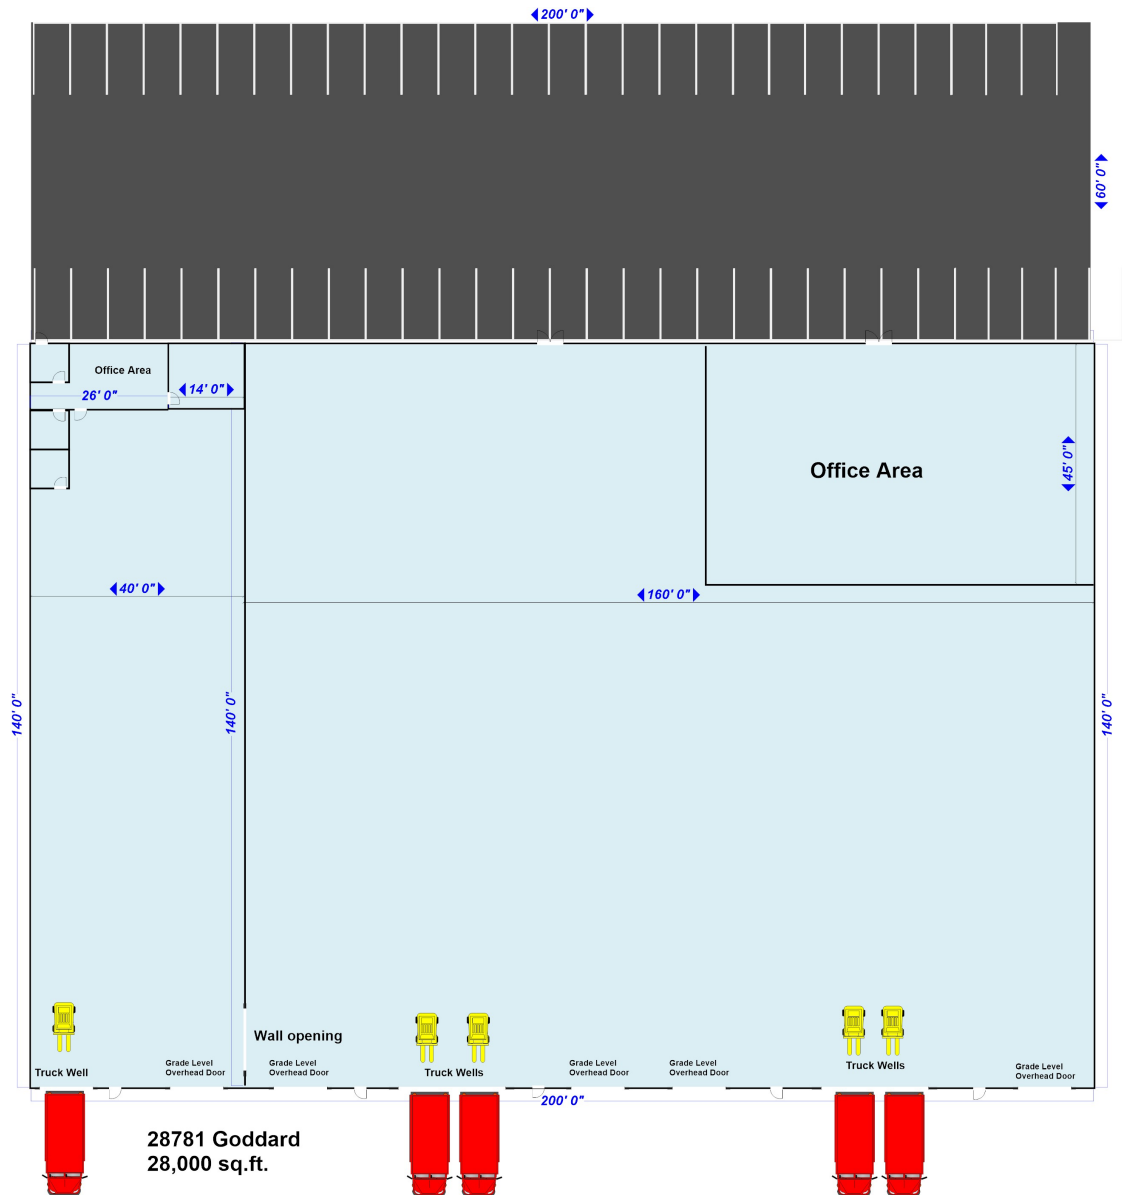 200' 0"
60' 0"
Office Area
26' 0"
14' 0"
Office Area
45' 0"
40' 0"
160' 0"
140' 0"
140' 0"
140' 0"
Wall opening
Truck Well
Grade Level
Overhead Door
Grade Level
Overhead Door
Truck Wells
Grade Level
Overhead Door
Grade Level
Overhead Door
Truck Wells
Grade Level
Overhead Door
200' 0"
28781 Goddard
28,000 sq.ft.